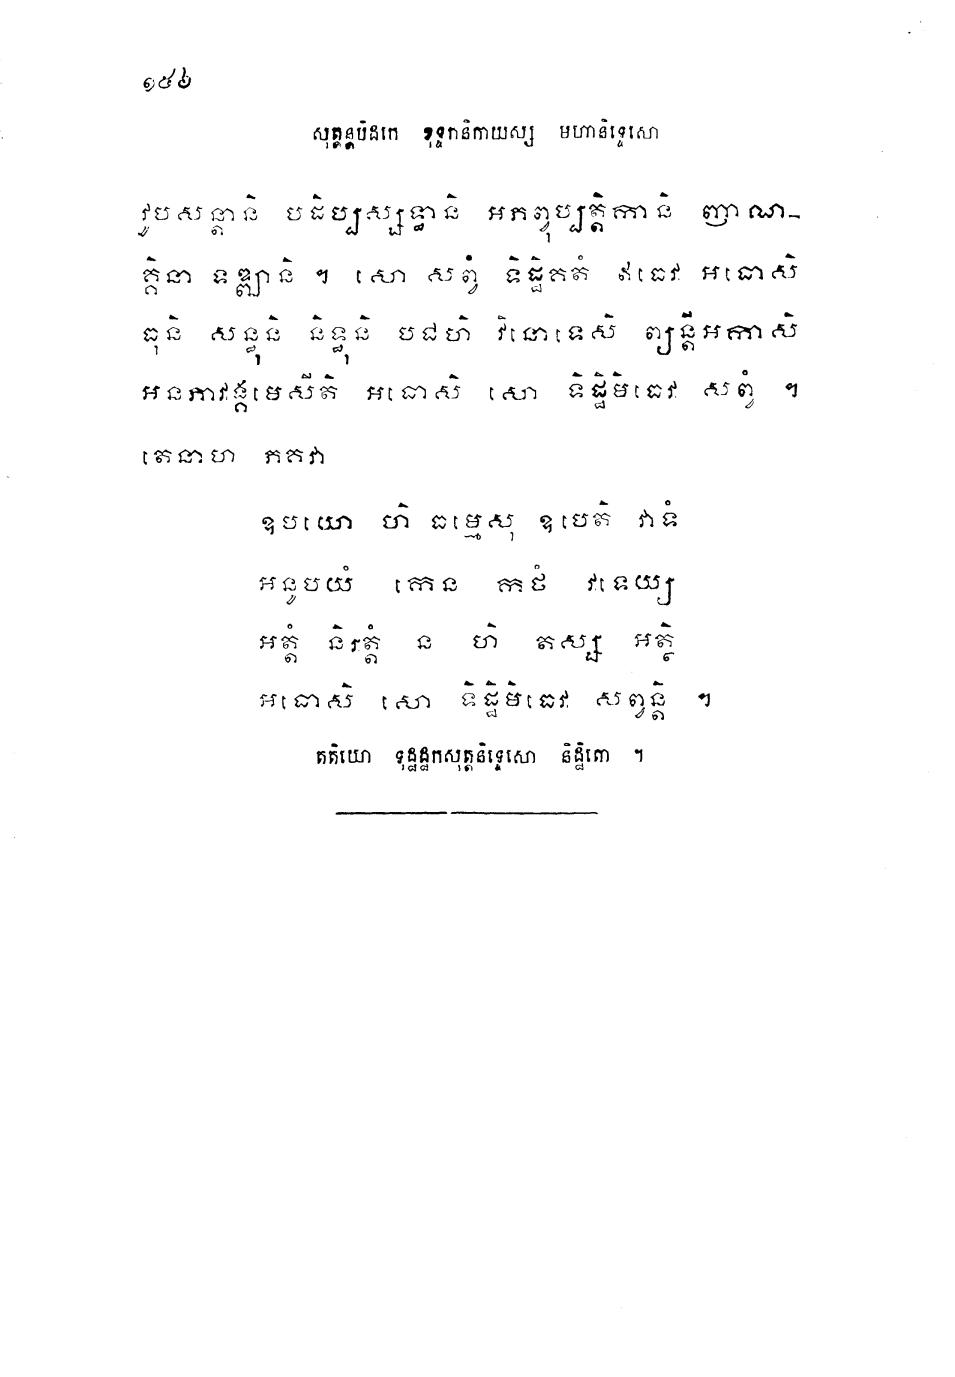 ១៥៦
សុត្តន្តបិដកេ ខុទ្ទកនិកាយស្ស មហានិទ្ទេសោ
វូបសន្តានិ បដិប្បស្សទ្ធានិ អភព្វុប្បត្តិកានិ ញាណ-
គ្គិនា ទឌ្ឍានិ ។ សោ សព្វំ ទិដ្ឋិគតំ ឥធេវ អធោសិ
ធុនិ សន្ធុនិ និទ្ធុនិ បជហិ វិនោទេសិ ព្យន្តីអកាសិ
អនភាវង្គមេសីតិ អធោសិ សោ ទិដ្ឋិមិធេវ សព្វំ ។
តេនាហ ភគវា
ឧបយោ ហិ ធម្មេសុ ឧបេតិ វាទំ
អនូបយំ កេន កថំ វទេយ្យ
អត្តំ និរត្តំ ន ហិ តស្ស អត្ថិ
អធោសិ សោ ទិដ្ឋិមិធេវ សព្វន្តិ ។
តតិយោ ទុដ្ឋដ្ឋកសុត្តនិទ្ទេសោ និដ្ឋិតោ ។